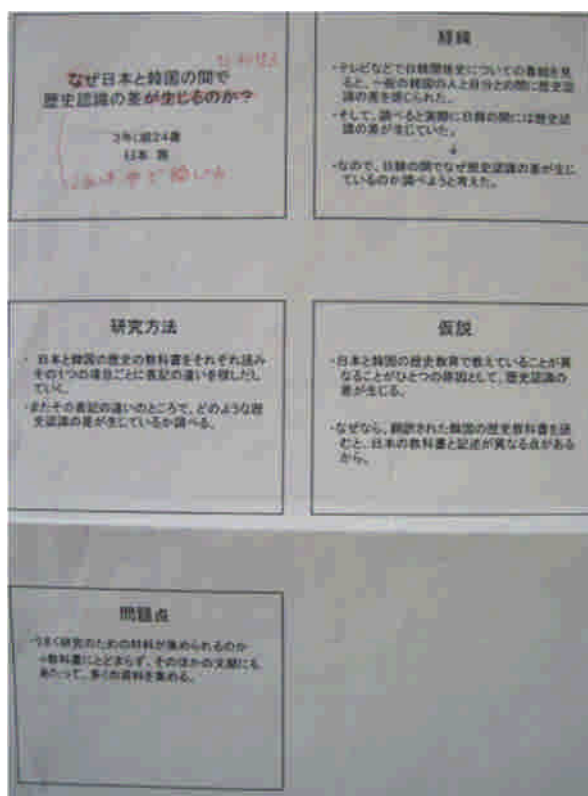 なぜ日本と韓国の間で
歴史認識の差が生じるのか?
経緯
・テレビなどで日韓関係史についての番組を見
ると、一般の韓国の人と自分との間に歴史認
識の差を感じられた。
・そして、調べると実際に日韓の間には歴史認
識の差が生じていた。
↓
・なので、日韓の間でなぜ歴史認識の差が生じ
ているのか調べようと考えた。
研究方法
・日本と韓国の歴史の教科書をそれぞれ読み
その1つの項目ごとに表記の違いを探しだし
ていく。
・またその表記の違いのところで、どのような歴
史認識の差が生じているか調べる。
仮説
・日本と韓国の歴史教育で教えていることが異
なることがひとつの原因として、歴史認識の
差が生じる。
・なぜなら、翻訳された韓国の歴史教科書を読
むと、日本の教科書と記述が異なる点がある
から。
問題点
・うまく研究のための材料が集められるのか
→教科書にとどまらず、そのほかの文献にも
あたって、多くの資料を集める。